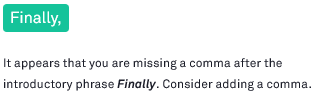 Finally,
It appears that you are missing a comma after the
introductory phrase Finally. Consider adding a comma.